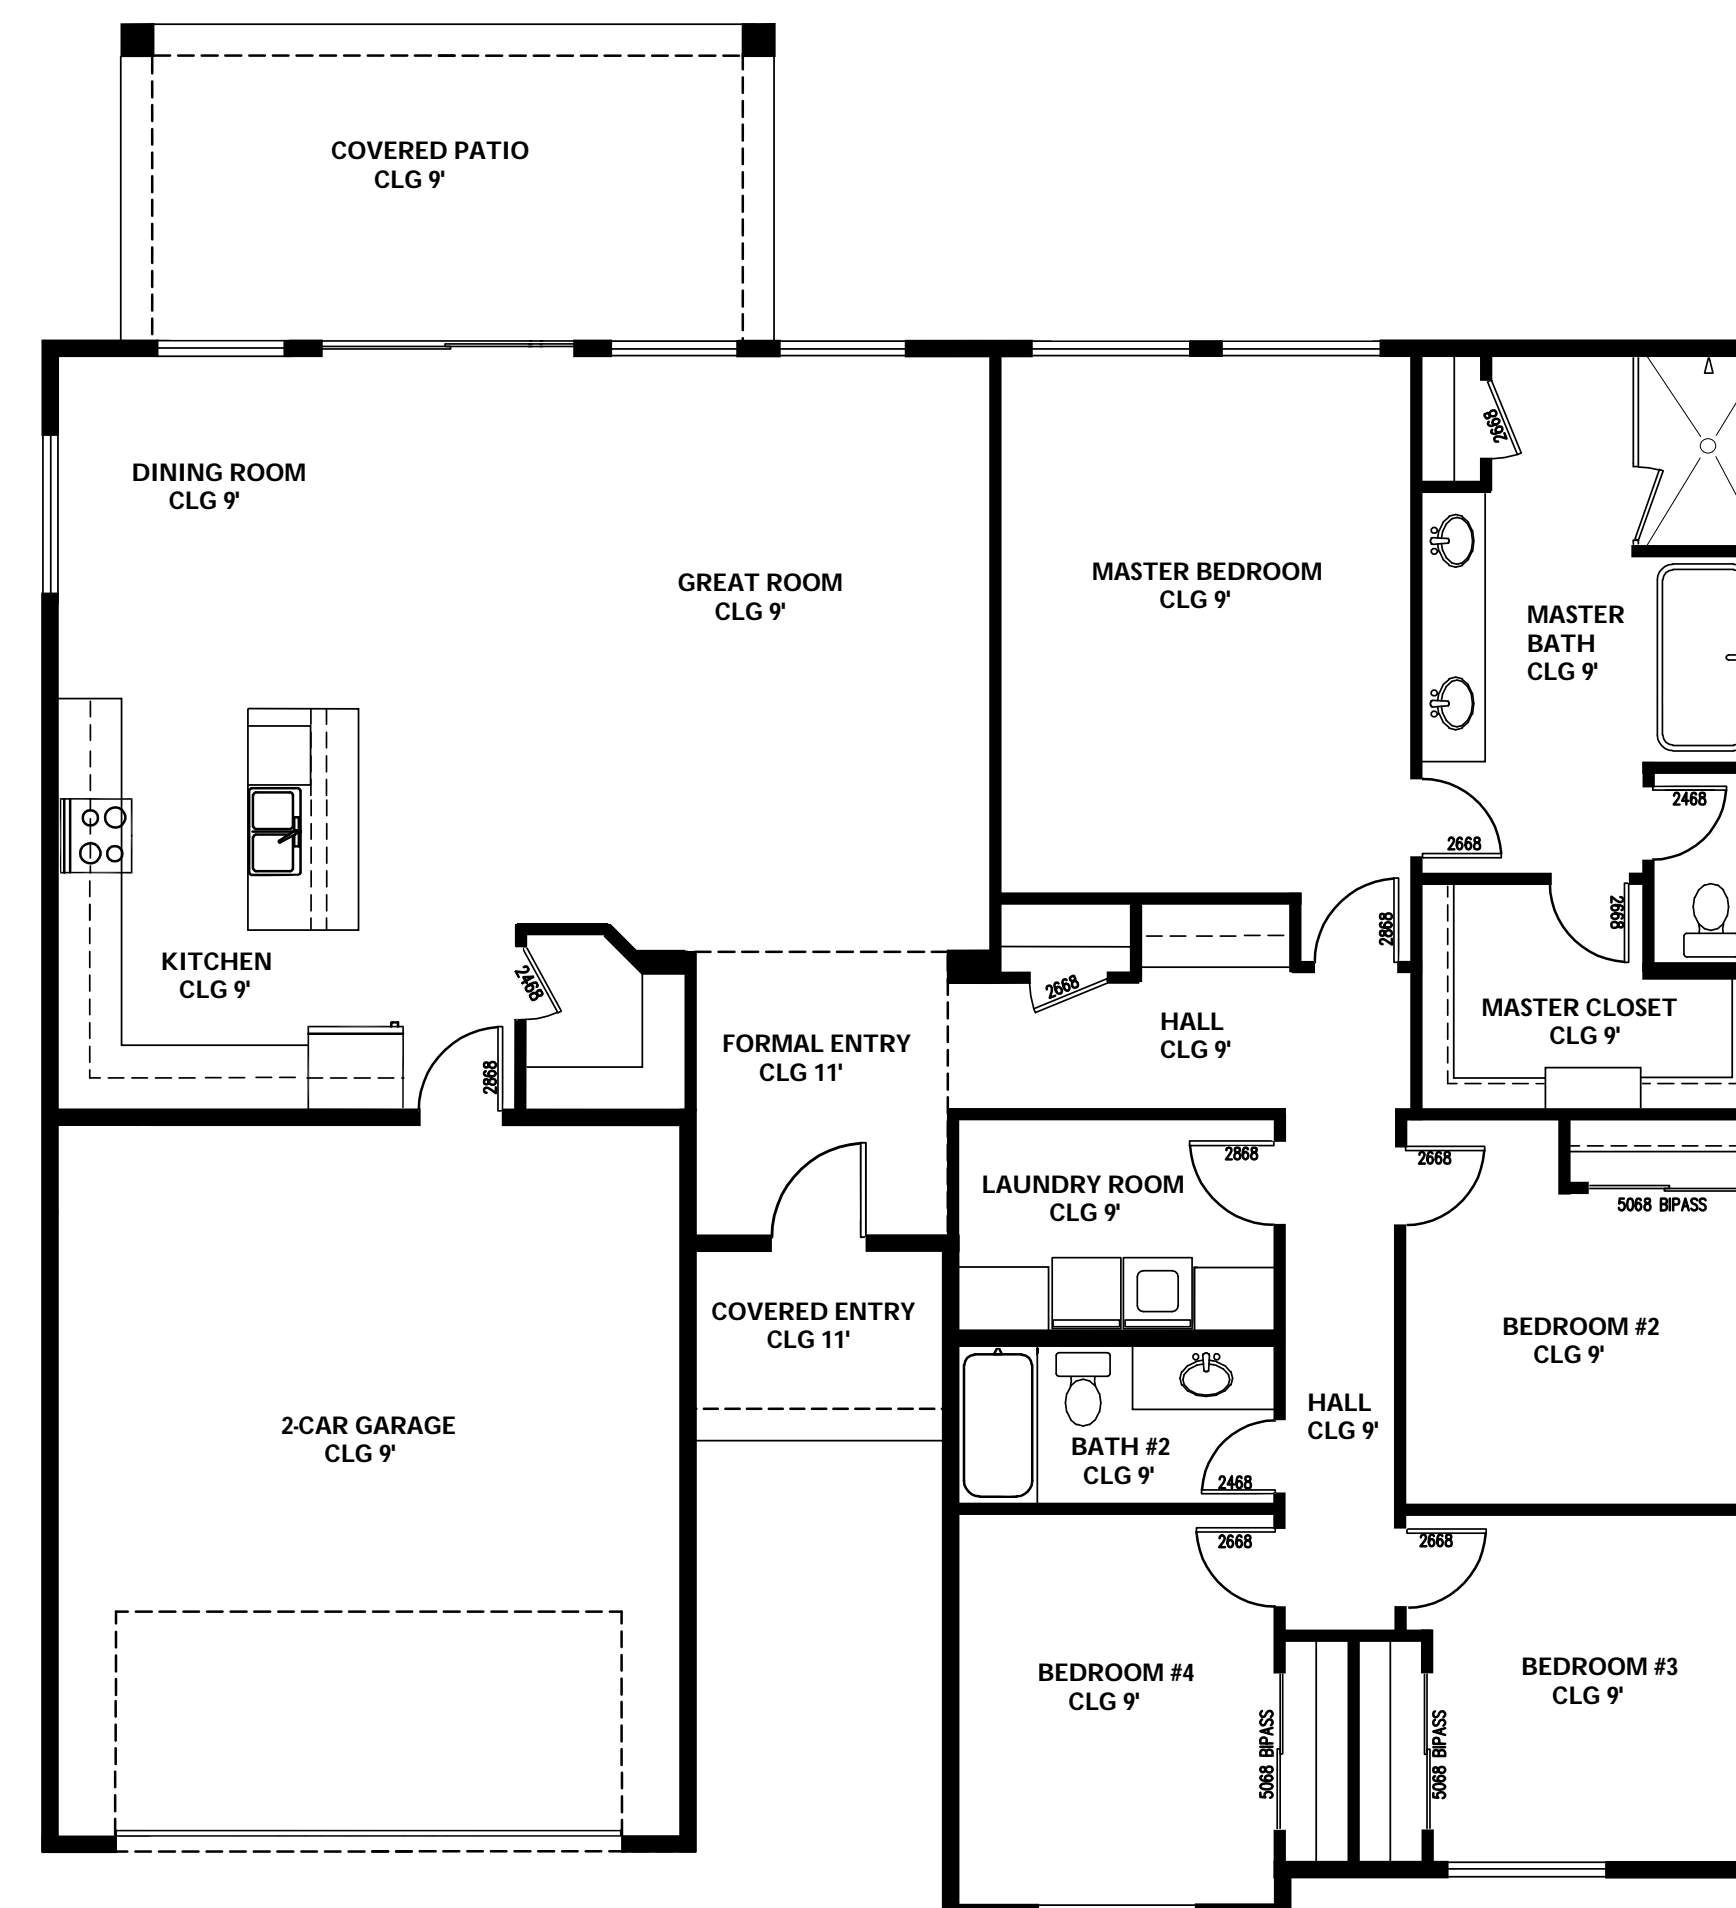 COVERED PATIO
CLG 9'
DINING ROOM
CLG 9'
2668
GREAT ROOM
CLG 9'
MASTER BEDROOM
CLG 9'
MASTER
BATH
CLG 9'
2468
2668
2668
2868
KITCHEN
CLG 9'
2468
2668
MASTER CLOSET
CLG 9'
HALL
CLG 9'
FORMAL ENTRY
CLG 11'
2868
2868
2668
LAUNDRY ROOM
CLG 9'
5068 BIPASS
COVERED ENTRY
CLG 11'
BEDROOM #2
CLG 9'
HALL
CLG 9'
2-CAR GARAGE
CLG 9'
BATH #2
CLG 9'
2468
2668
2668
BEDROOM #4
CLG 9'
BEDROOM #3
CLG 9'
5068 BIPASS
5068 BIPASS